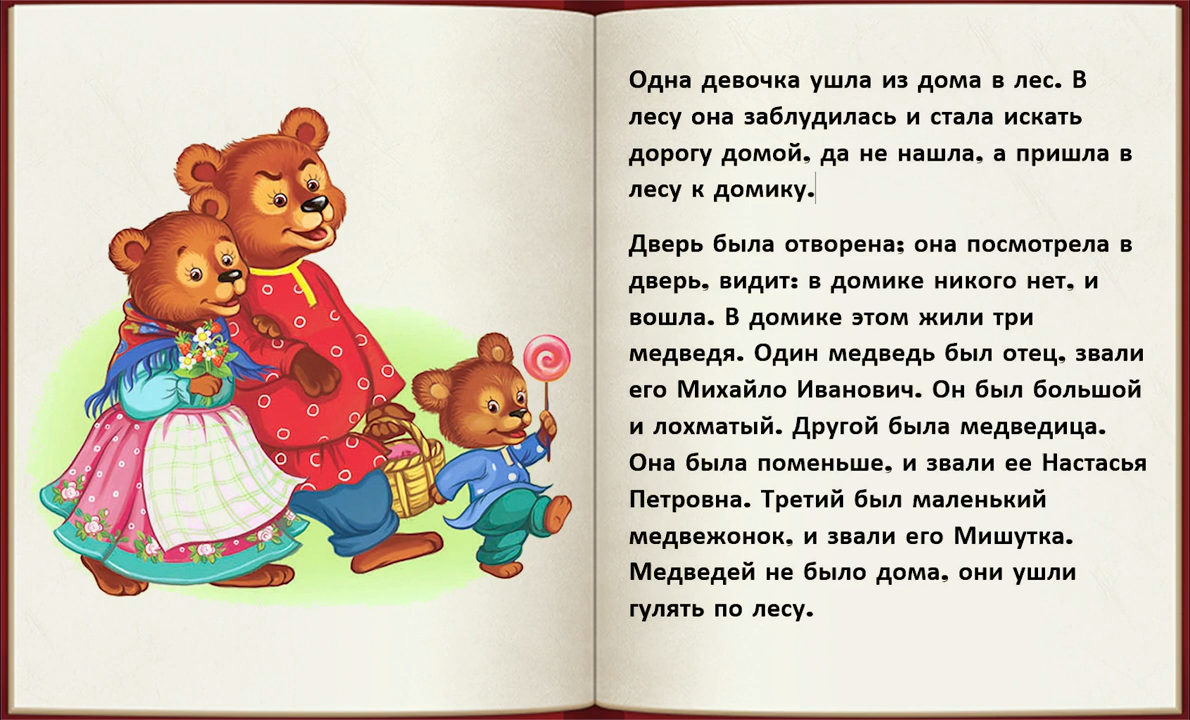 Одна девочка ушла из дома в лес. В
лесу она заблудилась и стала искать
дорогу домой, да не нашла, а пришла в
лесу к домику.
Дверь была отворена; она посмотрела в
дверь, видит: в домике никого нет, и
вошла. В домике этом жили три
медведя. Один медведь был отец, звали
его Михайло Иванович. Он был большой
и лохматый. Другой была медведица.
Она была поменьше, и звали ее Настасья
Петровна. Третий был маленький
медвежонок, и звали его Мишутка.
Медведей не было дома, они ушли
гулять по лесу.